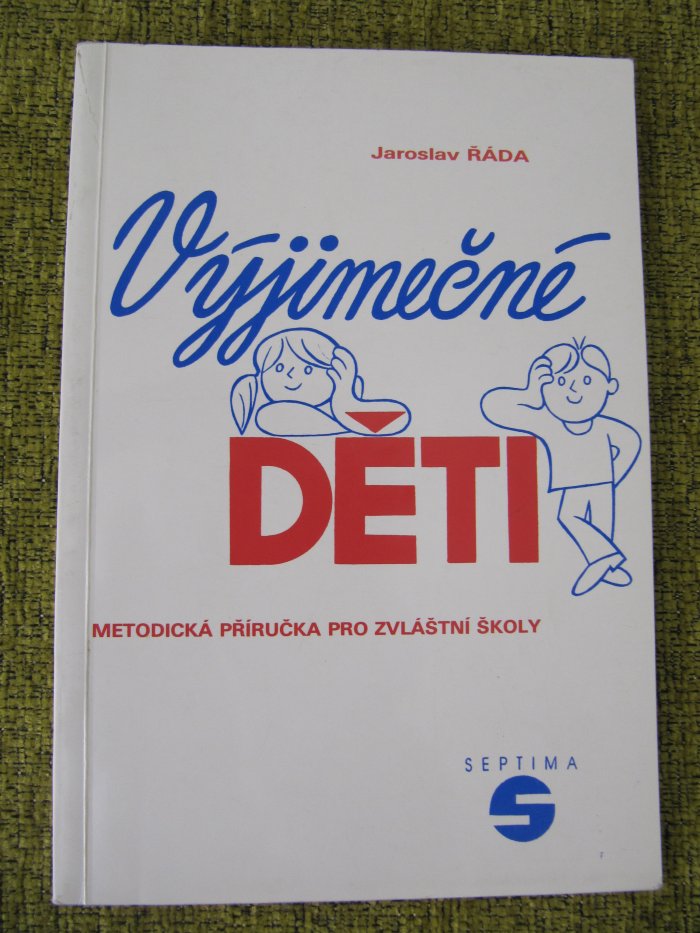 Jaroslav ŘÁDA
Výjimečné
DĚTI
METODICKÁ PŘÍRUČKA PRO ZVLÁŠTNÍ ŠKOLY
SEPTIMA
S